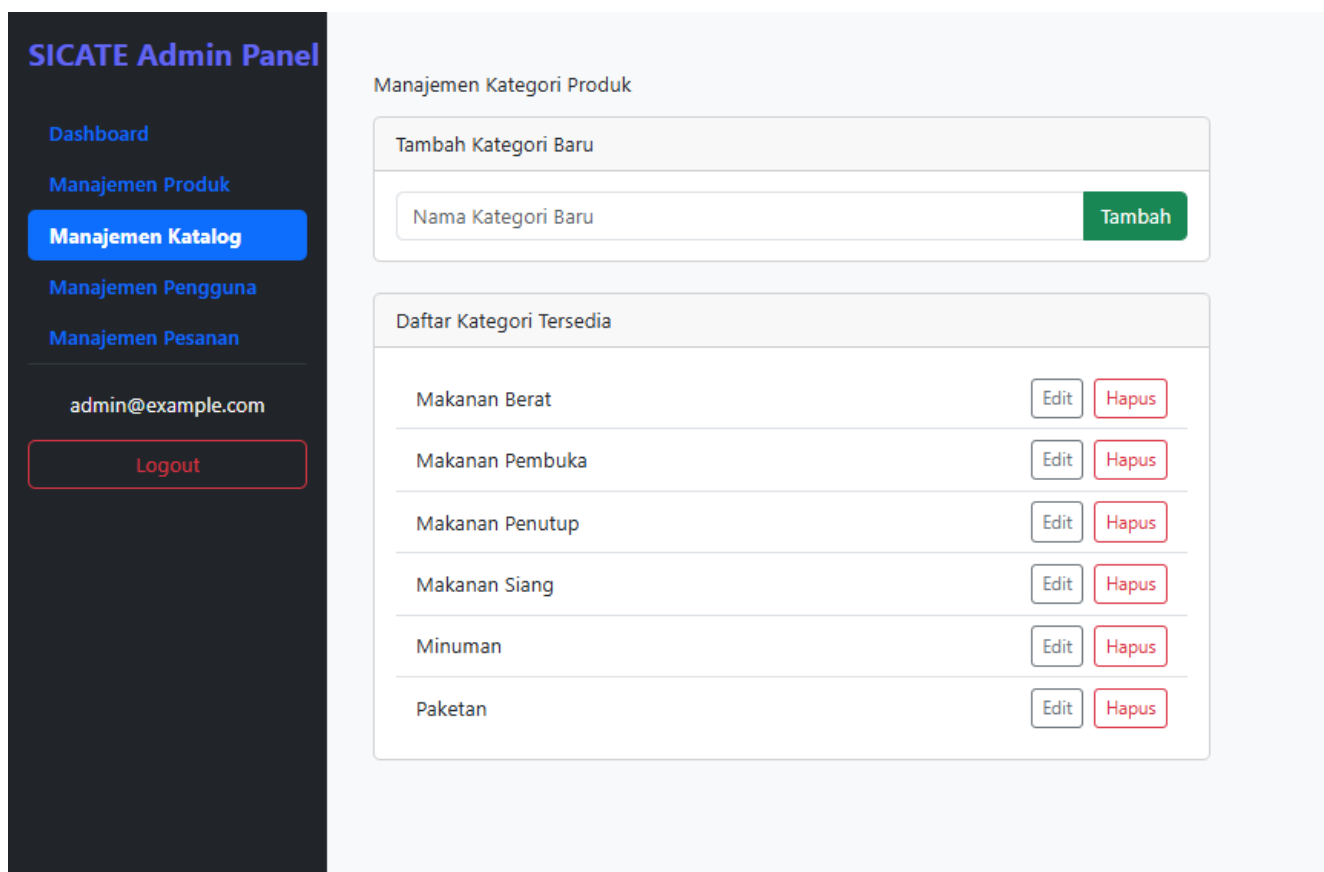 SICATE Admin Panel
Dashboard
Manajemen Produk
Manajemen Katalog
Manajemen Pengguna
Manajemen Pesanan
admin@example.com
Logout
Manajemen Kategori Produk
Tambah Kategori Baru
Nama Kategori Baru Tambah
Daftar Kategori Tersedia
Makanan Berat Edit Hapus
Makanan Pembuka Edit Hapus
Makanan Penutup Edit Hapus
Makanan Siang Edit Hapus
Minuman Edit Hapus
Paketan Edit Hapus